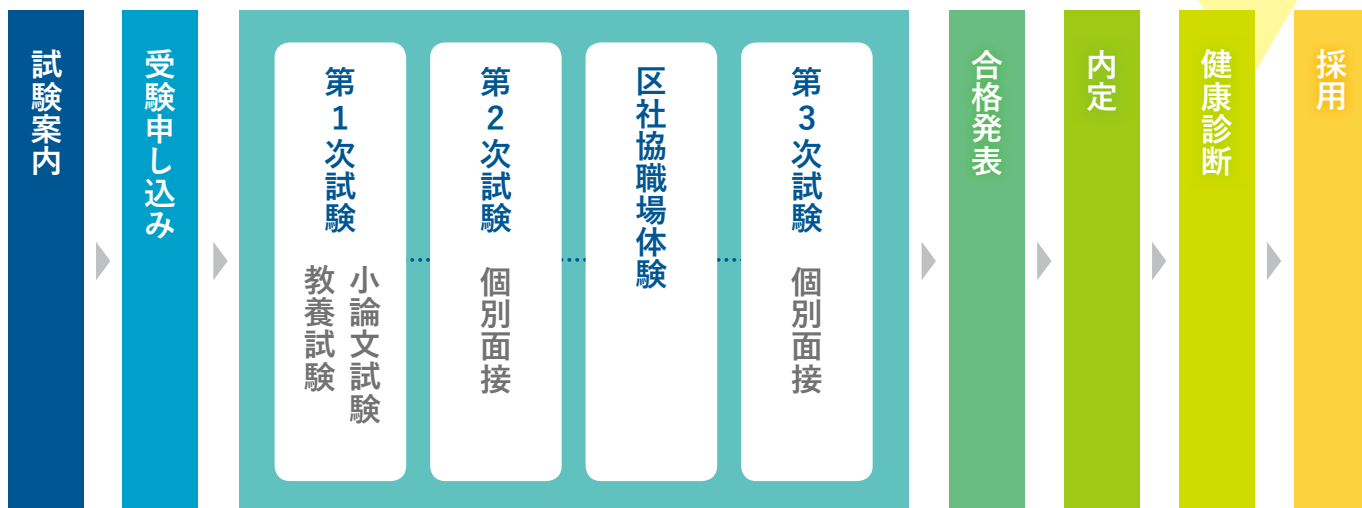 試験案内
受験申し込み
第1次試験
小論文試験
教養試験
第2次試験
個別面接
区社協職場体験
第3次試験
個別面接
合格発表
内定
健康診断
採用